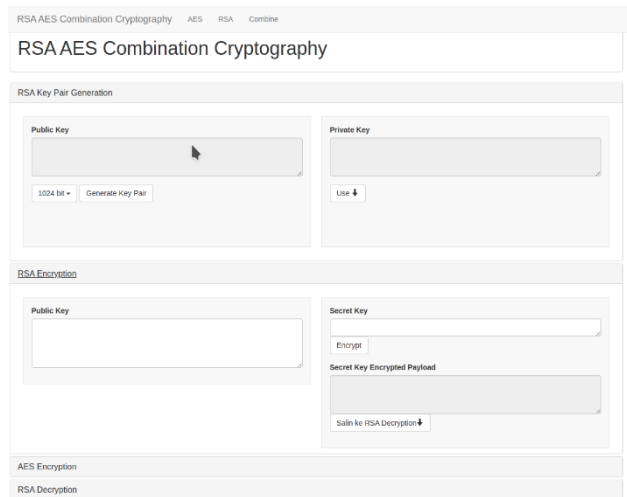 RSA AES Combination Cryptography AES RSA Combine
RSA AES Combination Cryptography
RSA Key Pair Generation
Public Key
1024 bit Generate Key Pair
Private Key
Use
RSA Encryption
Public Key
Secret Key
Encrypt
Secret Key Encrypted Payload
Salin ke RSA Decryption
AES Encryption
RSA Decryption